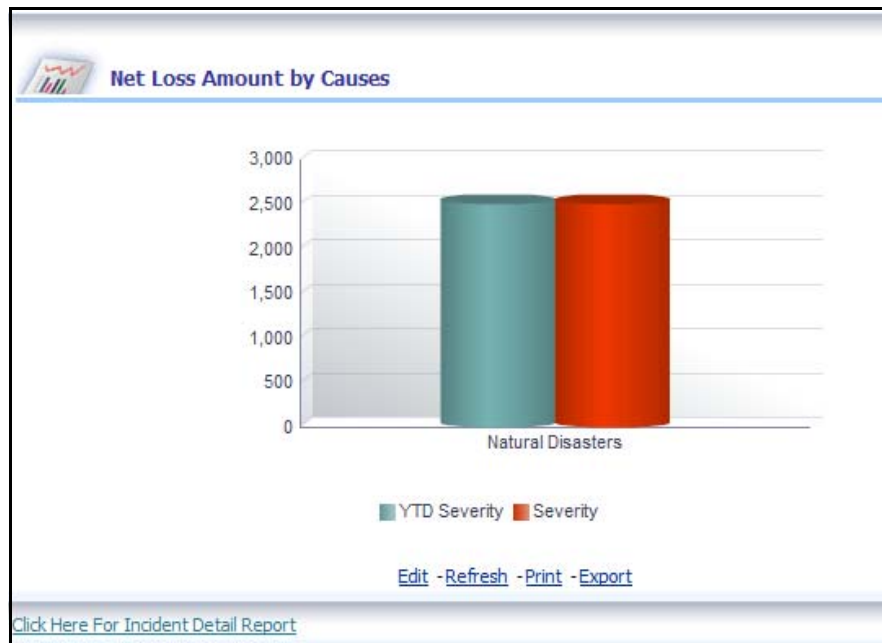 Net Loss Amount by Causes
3,000
2,500
2,000
1,500
1,000
500
0
Natural Disasters
YTD Severity Severity
Edit - Refresh - Print - Export
Click Here For Incident Detail Report